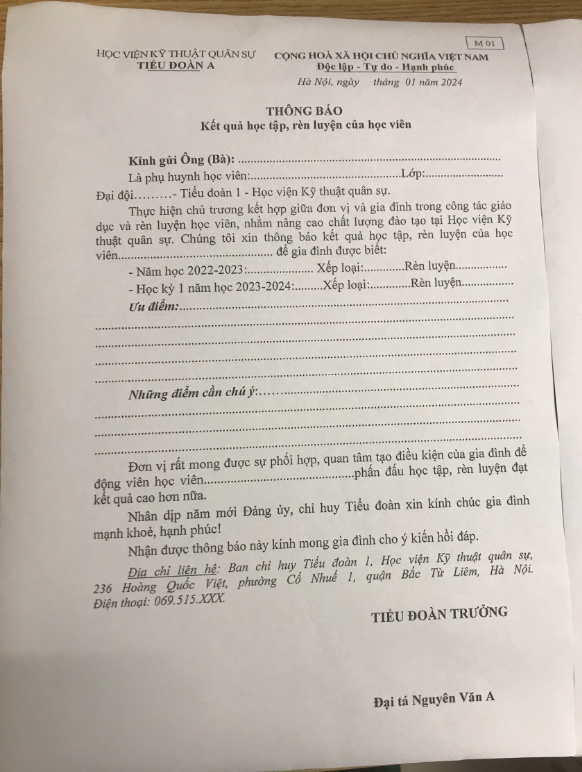 M 01
HỌC VIỆN KỸ THUẬT QUÂN SỰ
TIỂU ĐOÀN A
CỘNG HOÀ XÃ HỘI CHỦ NGHĨA VIỆT NAM
Độc lập - Tự do - Hạnh phúc
Hà Nội, ngày tháng 01 năm 2024
THÔNG BÁO
Kết quả học tập, rèn luyện của học viên
Kính gửi Ông (Bà): ..........................................................................
Là phụ huynh học viên:..........................................Lớp:......................
Đại đội.........- Tiểu đoàn 1 - Học viện Kỹ thuật quân sự.
Thực hiện chủ trương kết hợp giữa đơn vị và gia đình trong công tác giáo
dục và rèn luyện học viên, nhằm nâng cao chất lượng đào tạo tại Học viện Kỹ
thuật quân sự. Chúng tôi xin thông báo kết quả học tập, rèn luyện của học
viên........................................... để gia đình được biết:
- Năm học 2022-2023:................... Xếp loại:............Rèn luyện...............
- Học kỳ 1 năm học 2023-2024:........Xếp loại:............Rèn luyện...............
Ưu điểm:............................................................................................
......................................................................................................................
......................................................................................................................
......................................................................................................................
......................................................................................................................
Những điểm cần chú ý:.......................................................................
......................................................................................................................
......................................................................................................................
......................................................................................................................
Đơn vị rất mong được sự phối hợp, quan tâm tạo điều kiện của gia đình để
động viên học viên..........................................phấn đấu học tập, rèn luyện đạt
kết quả cao hơn nữa.
Nhân dịp năm mới Đảng ủy, chỉ huy Tiểu đoàn xin kính chúc gia đình
mạnh khoẻ, hạnh phúc!
Nhận được thông báo này kính mong gia đình cho ý kiến hồi đáp.
Địa chỉ liên hệ: Ban chỉ huy Tiểu đoàn 1, Học viện Kỹ thuật quân sự,
236 Hoàng Quốc Việt, phường Cổ Nhuế 1, quận Bắc Từ Liêm, Hà Nội.
Điện thoại: 069.515.XXX.
TIỂU ĐOÀN TRƯỞNG
Đại tá Nguyên Văn A